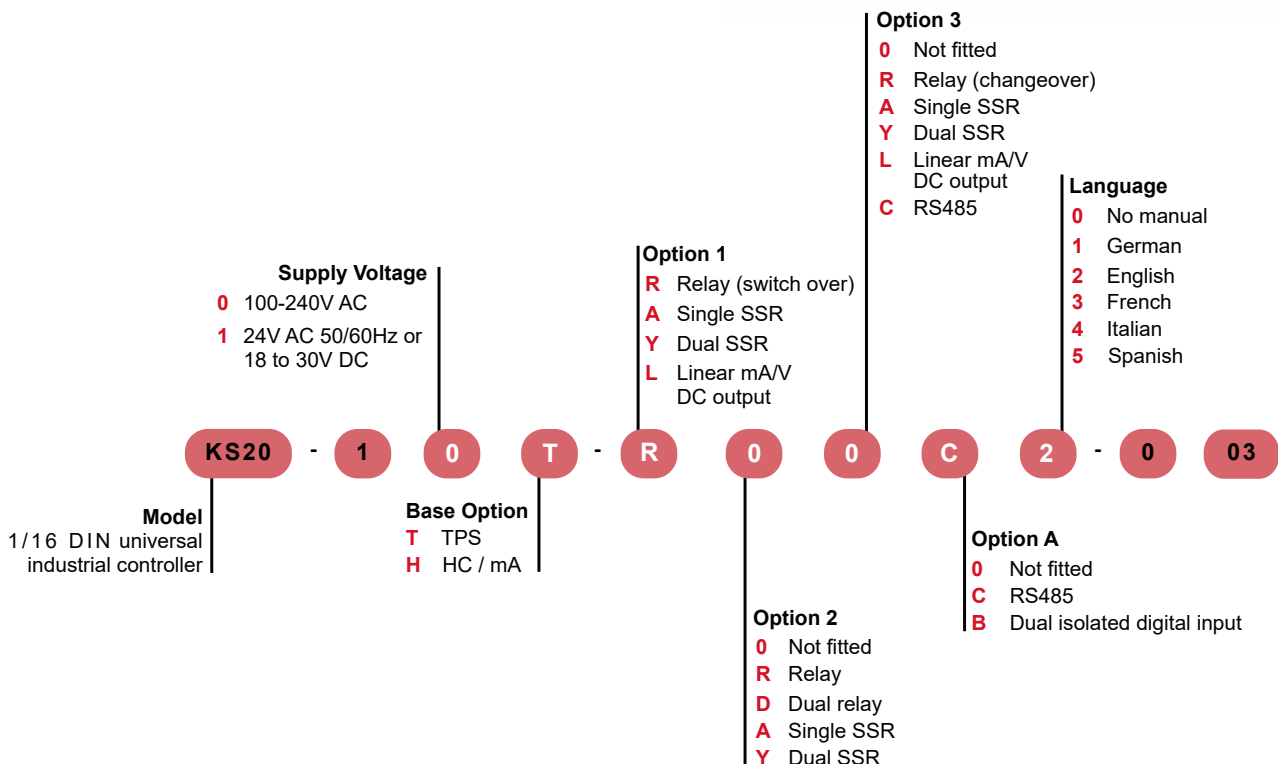 Option 3
0 Not fitted
R Relay (changeover)
A Single SSR
Y Dual SSR
L Linear mA/V
DC output
C RS485
Language
0 No manual
1 German
2 English
3 French
4 Italian
5 Spanish
Option 1
R Relay (switch over)
A Single SSR
Y Dual SSR
L Linear mA/V
DC output
Supply Voltage
0 100-240V AC
1 24V AC 50/60Hz or
18 to 30V DC
KS20 - 1 0 T - R 0 0 C 2 - 0 03
Model
1/16 DIN universal
industrial controller
Base Option
T TPS
H HC / mA
Option 2
0 Not fitted
R Relay
D Dual relay
A Single SSR
Y Dual SSR
Option A
0 Not fitted
C RS485
B Dual isolated digital input